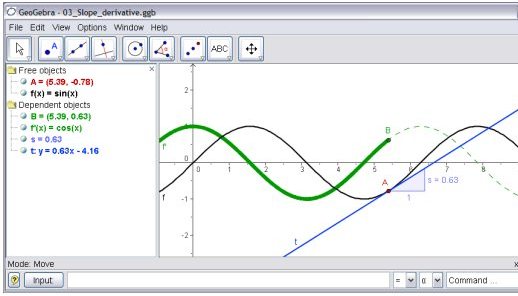 GeoGebra - 03_Slope_derivative.ggb
File Edit View Options Window Help
A ABC
Free objects
A = (5.39, -0.78)
f(x) = sin(x)
Dependent objects
B = (5.39, 0.63)
f'(x) = cos(x)
s = 0.63
t: y = 0.63x - 4.16
2
1
B
f'
0 1 2 3 4 5 6 7 8
0
A
s = 0.63
f
1
-1
t
-2
Mode: Move
Input = α Command ...